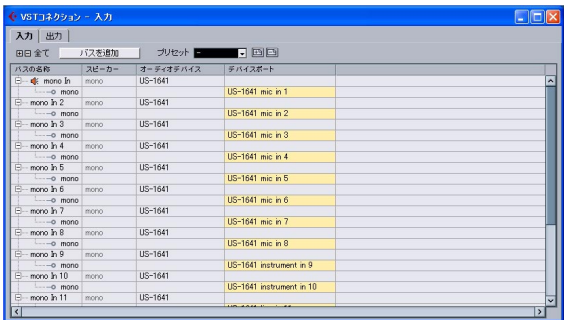 VSTコネクション - 入力
入力 出力
全て バスを追加 プリセット -
バスの名称 スピーカー オーディオデバイス デバイスポート
mono In mono US-1641
mono US-1641 mic in 1
mono In 2 mono US-1641
mono US-1641 mic in 2
mono In 3 mono US-1641
mono US-1641 mic in 3
mono In 4 mono US-1641
mono US-1641 mic in 4
mono In 5 mono US-1641
mono US-1641 mic in 5
mono In 6 mono US-1641
mono US-1641 mic in 6
mono In 7 mono US-1641
mono US-1641 mic in 7
mono In 8 mono US-1641
mono US-1641 mic in 8
mono In 9 mono US-1641
mono US-1641 instrument in 9
mono In 10 mono US-1641
mono US-1641 instrument in 10
mono In 11 mono US-1641